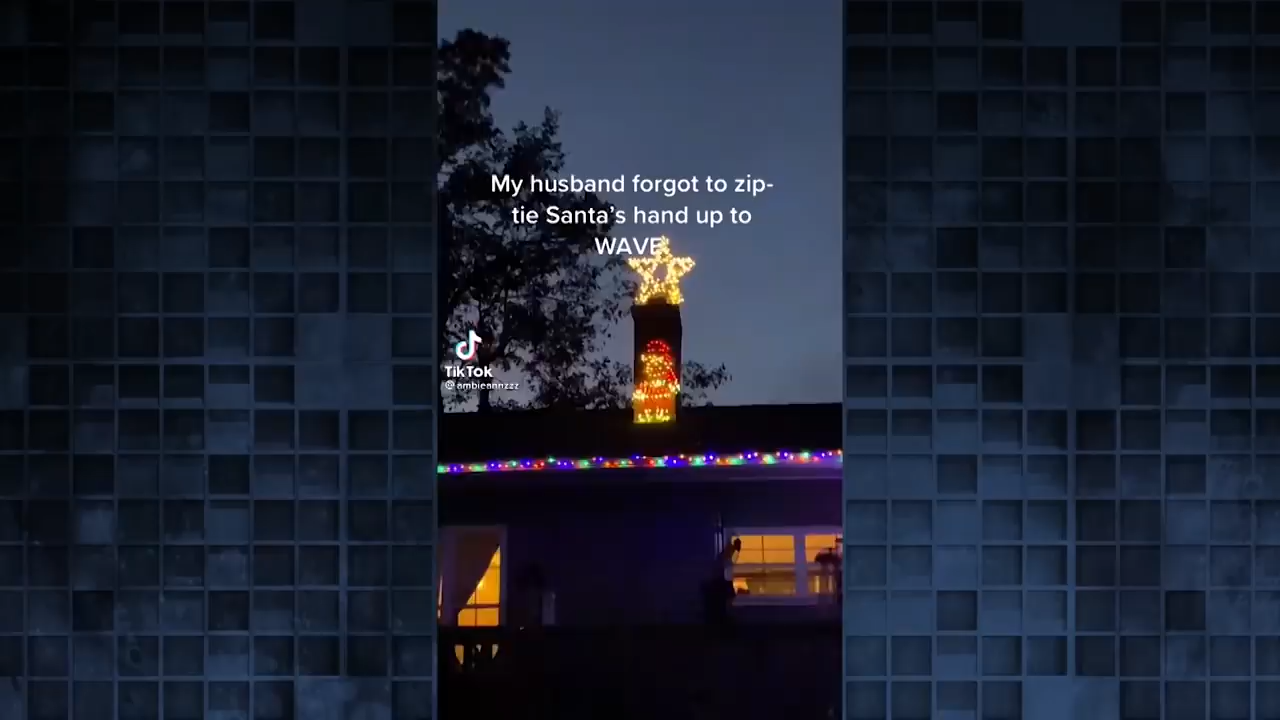 My husband forgot to zip-
tie Santa's hand up to
WAVE
TikTok
@ambieannzzz